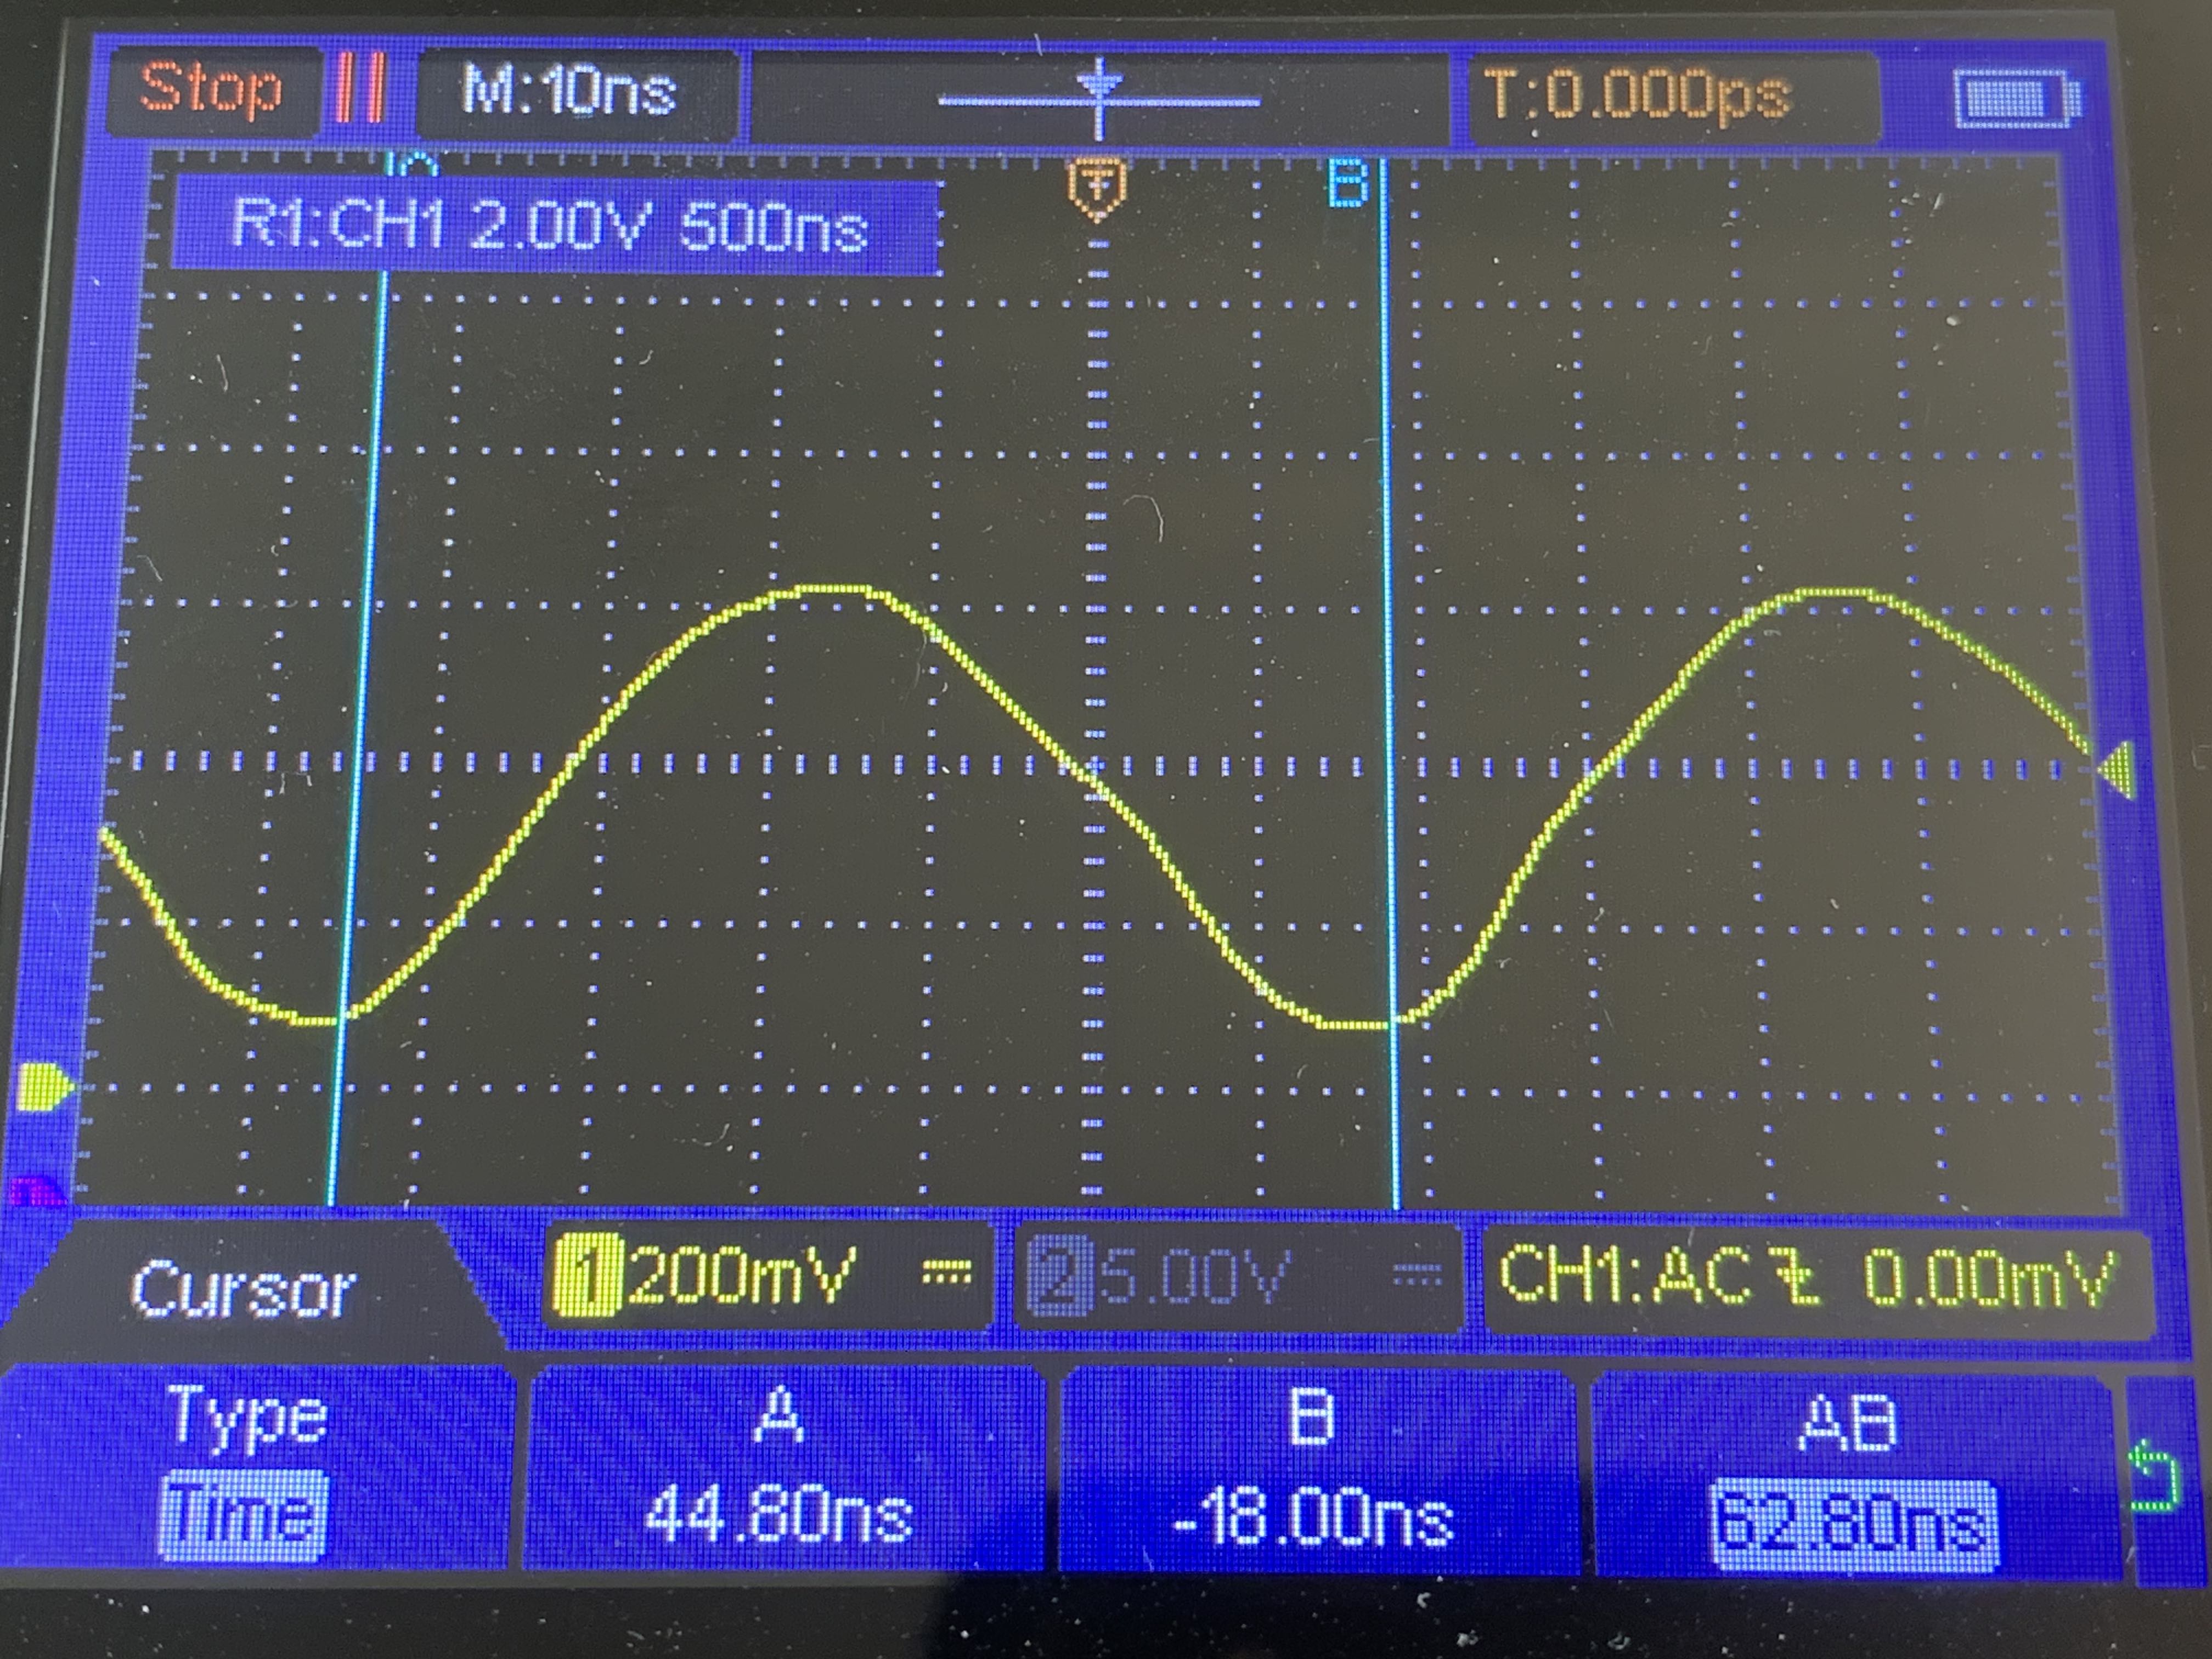 Stop M:10ns T:0.000ps
T B
R1:CH1 2.00V 500ns
Cursor 1 200mV 2 5.00V CH1:AC 0.00mV
Type A B AB
Time 44.80ns -18.00ns 62.80ns